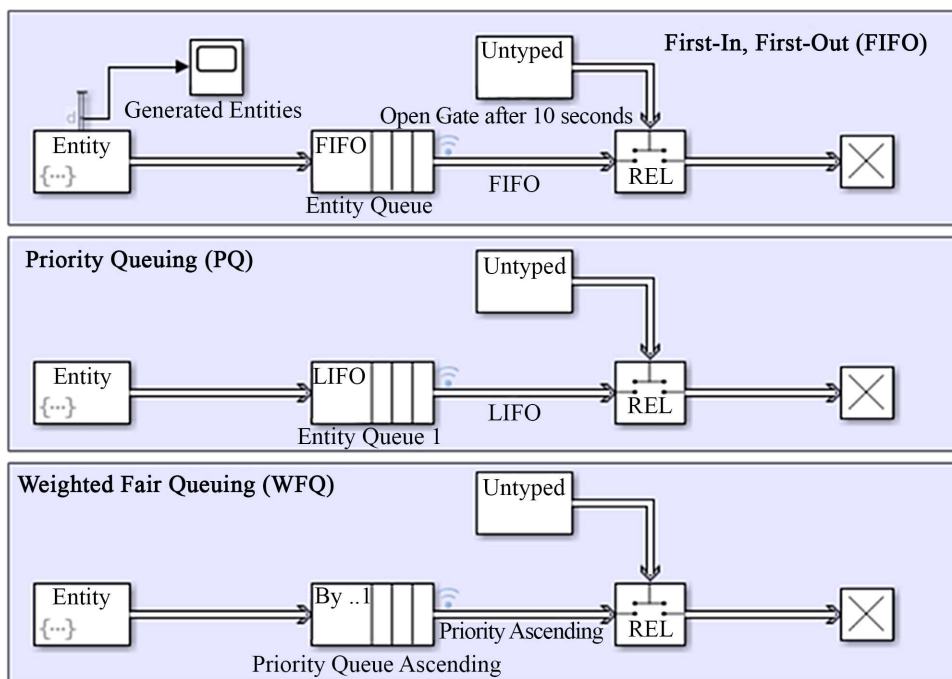 Untyped
First-In, First-Out (FIFO)
Generated Entities
d
Open Gate after 10 seconds
Entity
{...}
FIFO
FIFO
REL
Entity Queue
Priority Queuing (PQ)
Untyped
Entity
{...}
LIFO
LIFO
REL
Entity Queue 1
Weighted Fair Queuing (WFQ)
Untyped
Entity
{...}
By ..1
Priority Ascending
REL
Priority Queue Ascending